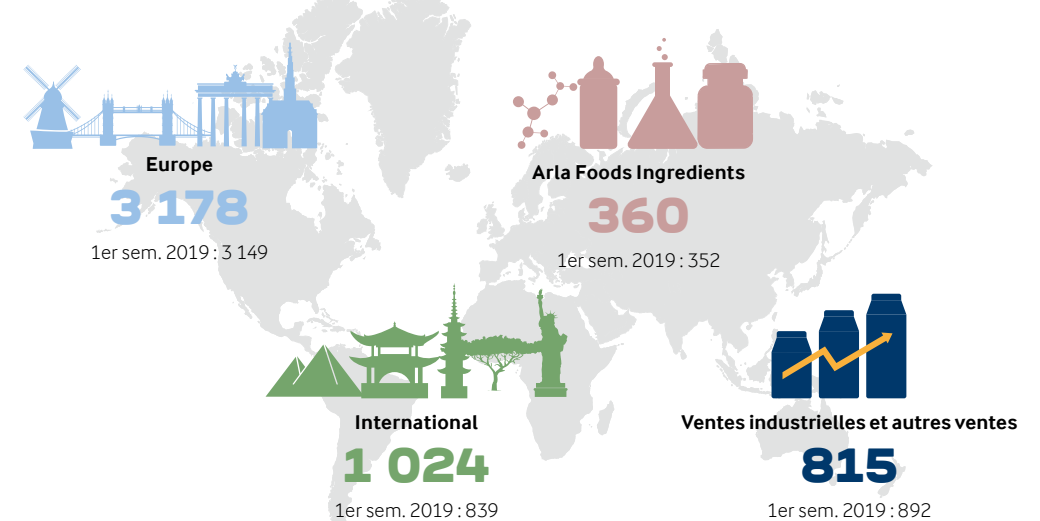 Europe
3 178
1er sem. 2019 : 3 149
Arla Foods Ingredients
360
1er sem. 2019 : 352
International
1 024
1er sem. 2019 : 839
Ventes industrielles et autres ventes
815
1er sem. 2019 : 892